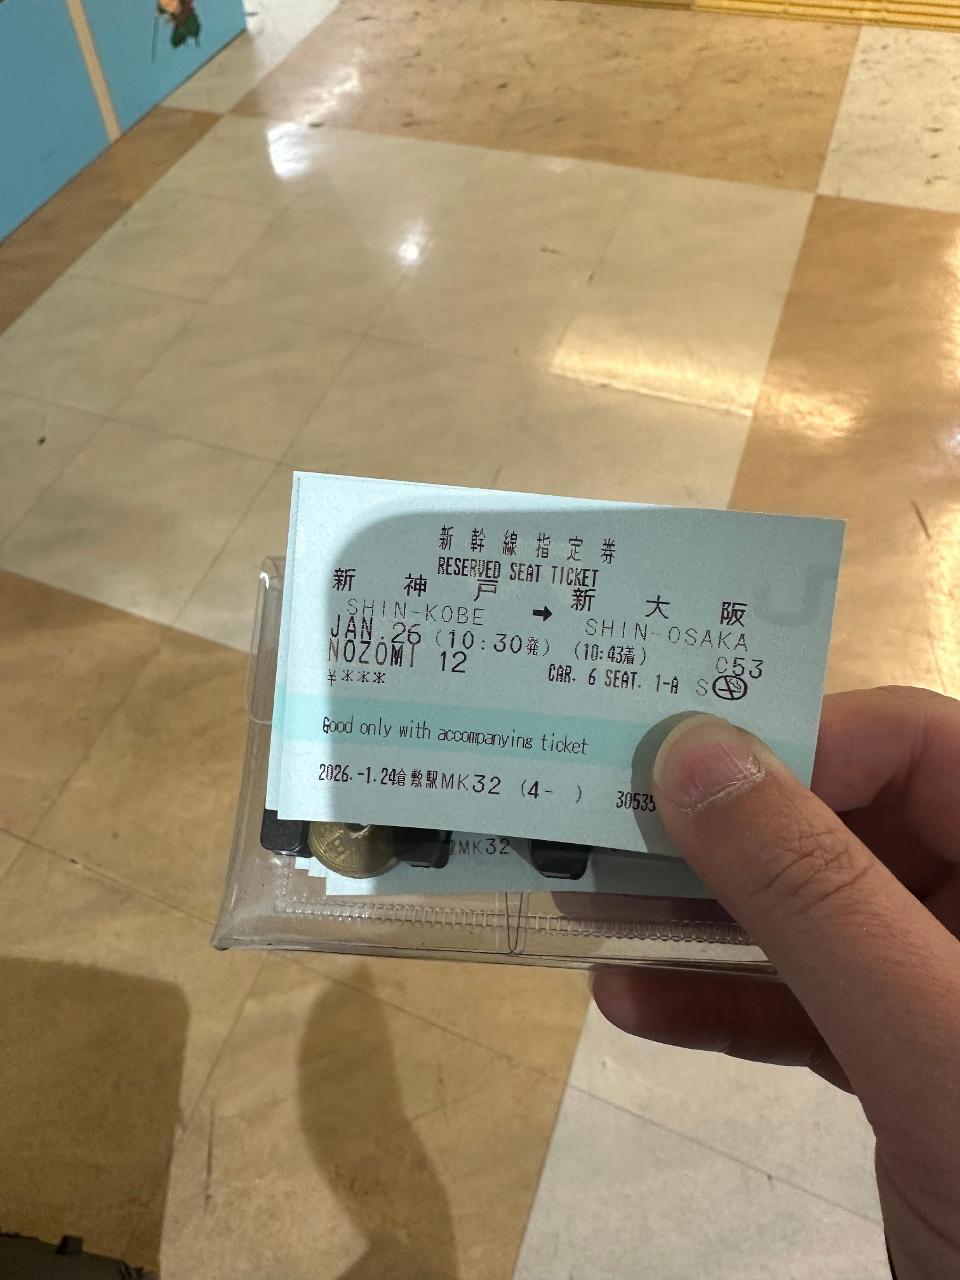 新幹線指定券
RESERVED SEAT TICKET
新神戸 ➡ 新大阪
SHIN-KOBE SHIN-OSAKA
JAN.26 (10:30発) (10:43着) C53
NOZOMI 12 CAR. 6 SEAT. 1-A S
¥***
Good only with accompanying ticket
2026.-1.24倉敷駅MK32 (4- ) 30535
MK32